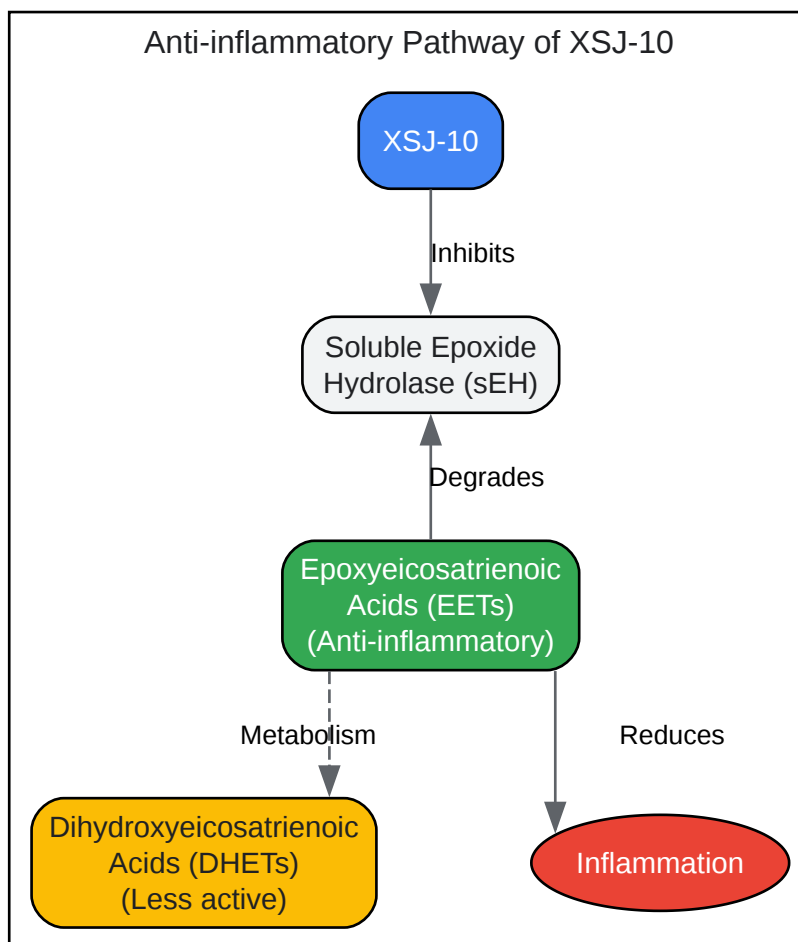 Anti-inflammatory Pathway of XSJ-10
XSJ-10
Inhibits
Soluble Epoxide
Hydrolase (sEH)
Degrades
Epoxyeicosatrienoic
Acids (EETs)
(Anti-inflammatory)
Metabolism
Reduces
Dihydroxyeicosatrienoic
Acids (DHETs)
(Less active)
Inflammation